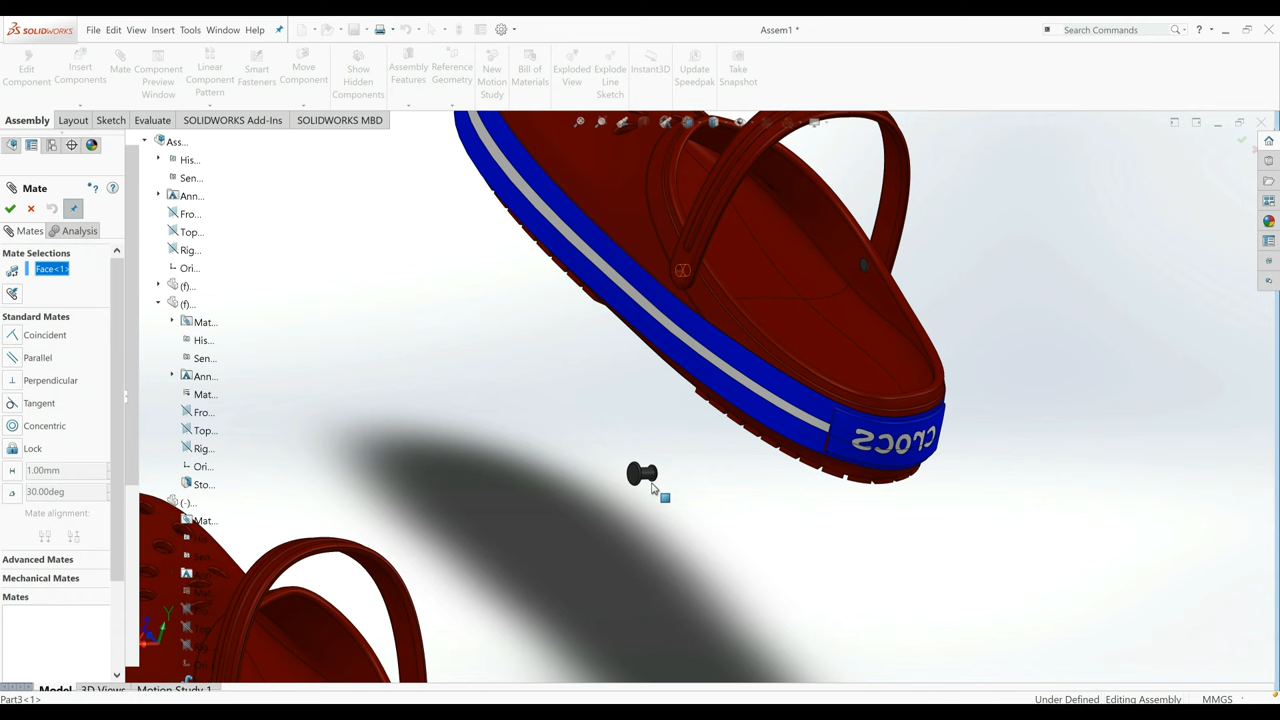 SOLIDWORKS File Edit View Insert Tools Window Help Assem1 * Search Commands ?
Edit Component
Insert Components
Mate
Component Preview Window
Linear Component Pattern
Smart Fasteners
Move Component
Show Hidden Components
Assembly Features
Reference Geometry
New Motion Study
Bill of Materials
Exploded View
Explode Line Sketch
Instant3D
Update Speedpak
Take Snapshot
Assembly Layout Sketch Evaluate SOLIDWORKS Add-Ins SOLIDWORKS MBD
Mate
Mates Analysis
Mate Selections
Face<1>
Standard Mates
Coincident
Parallel
Perpendicular
Tangent
Concentric
Lock
1.00mm
30.00deg
Mate alignment:
Advanced Mates
Mechanical Mates
Mates
Ass...
His...
Sen...
Ann...
Fro...
Top...
Rig...
Ori...
(f)...
(f)...
Mat...
His...
Sen...
Ann...
Mat...
Fro...
Top...
Rig...
Ori...
Sto...
(-)...
Mat...
crocs
Y
Model 3D Views Motion Study 1
Part3<1> Under Defined Editing Assembly MMGS